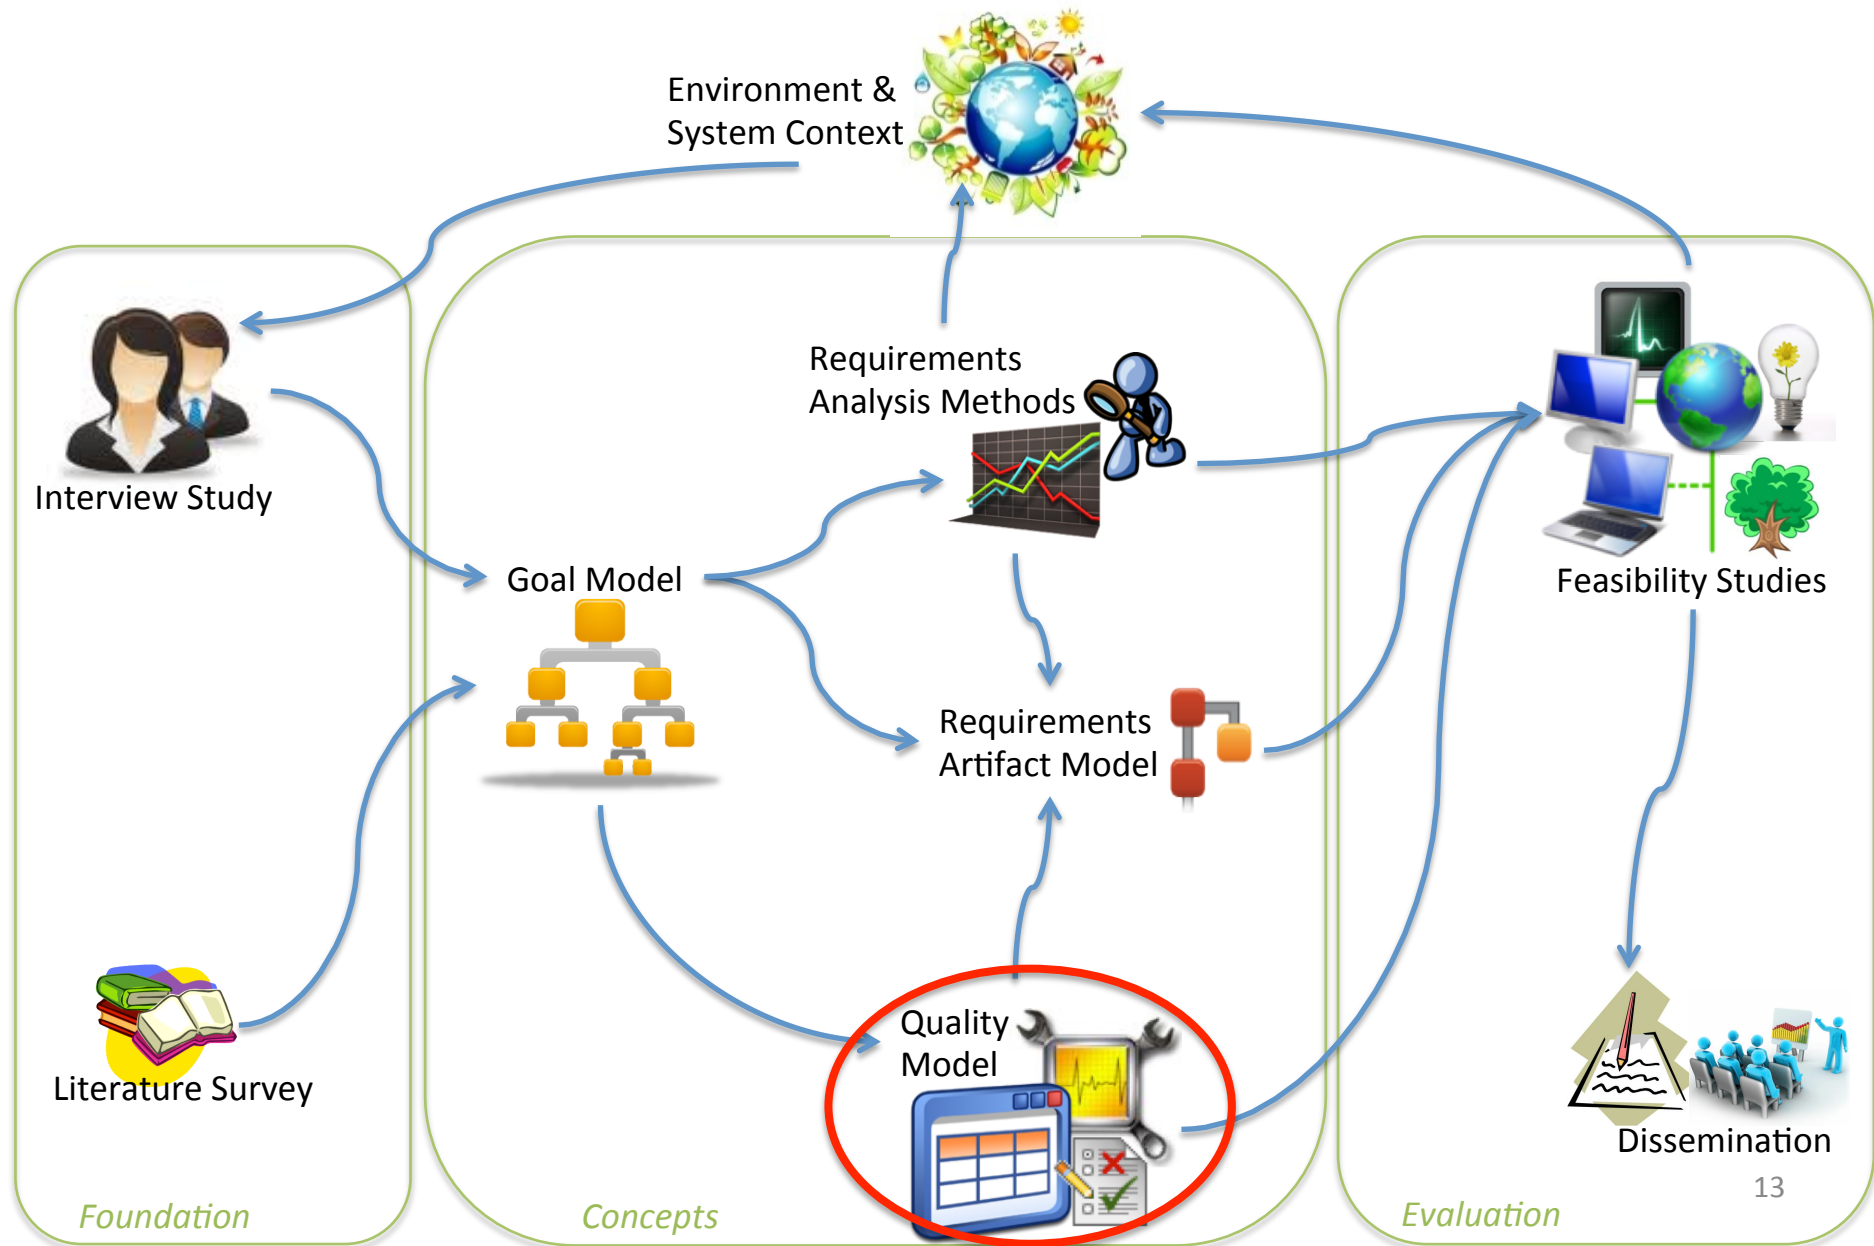 Environment &
System Context
Requirements
Analysis Methods
Interview Study
Goal Model
Feasibility Studies
Requirements
Artifact Model
Quality
Model
Literature Survey
Dissemination
13
Foundation
Concepts
Evaluation